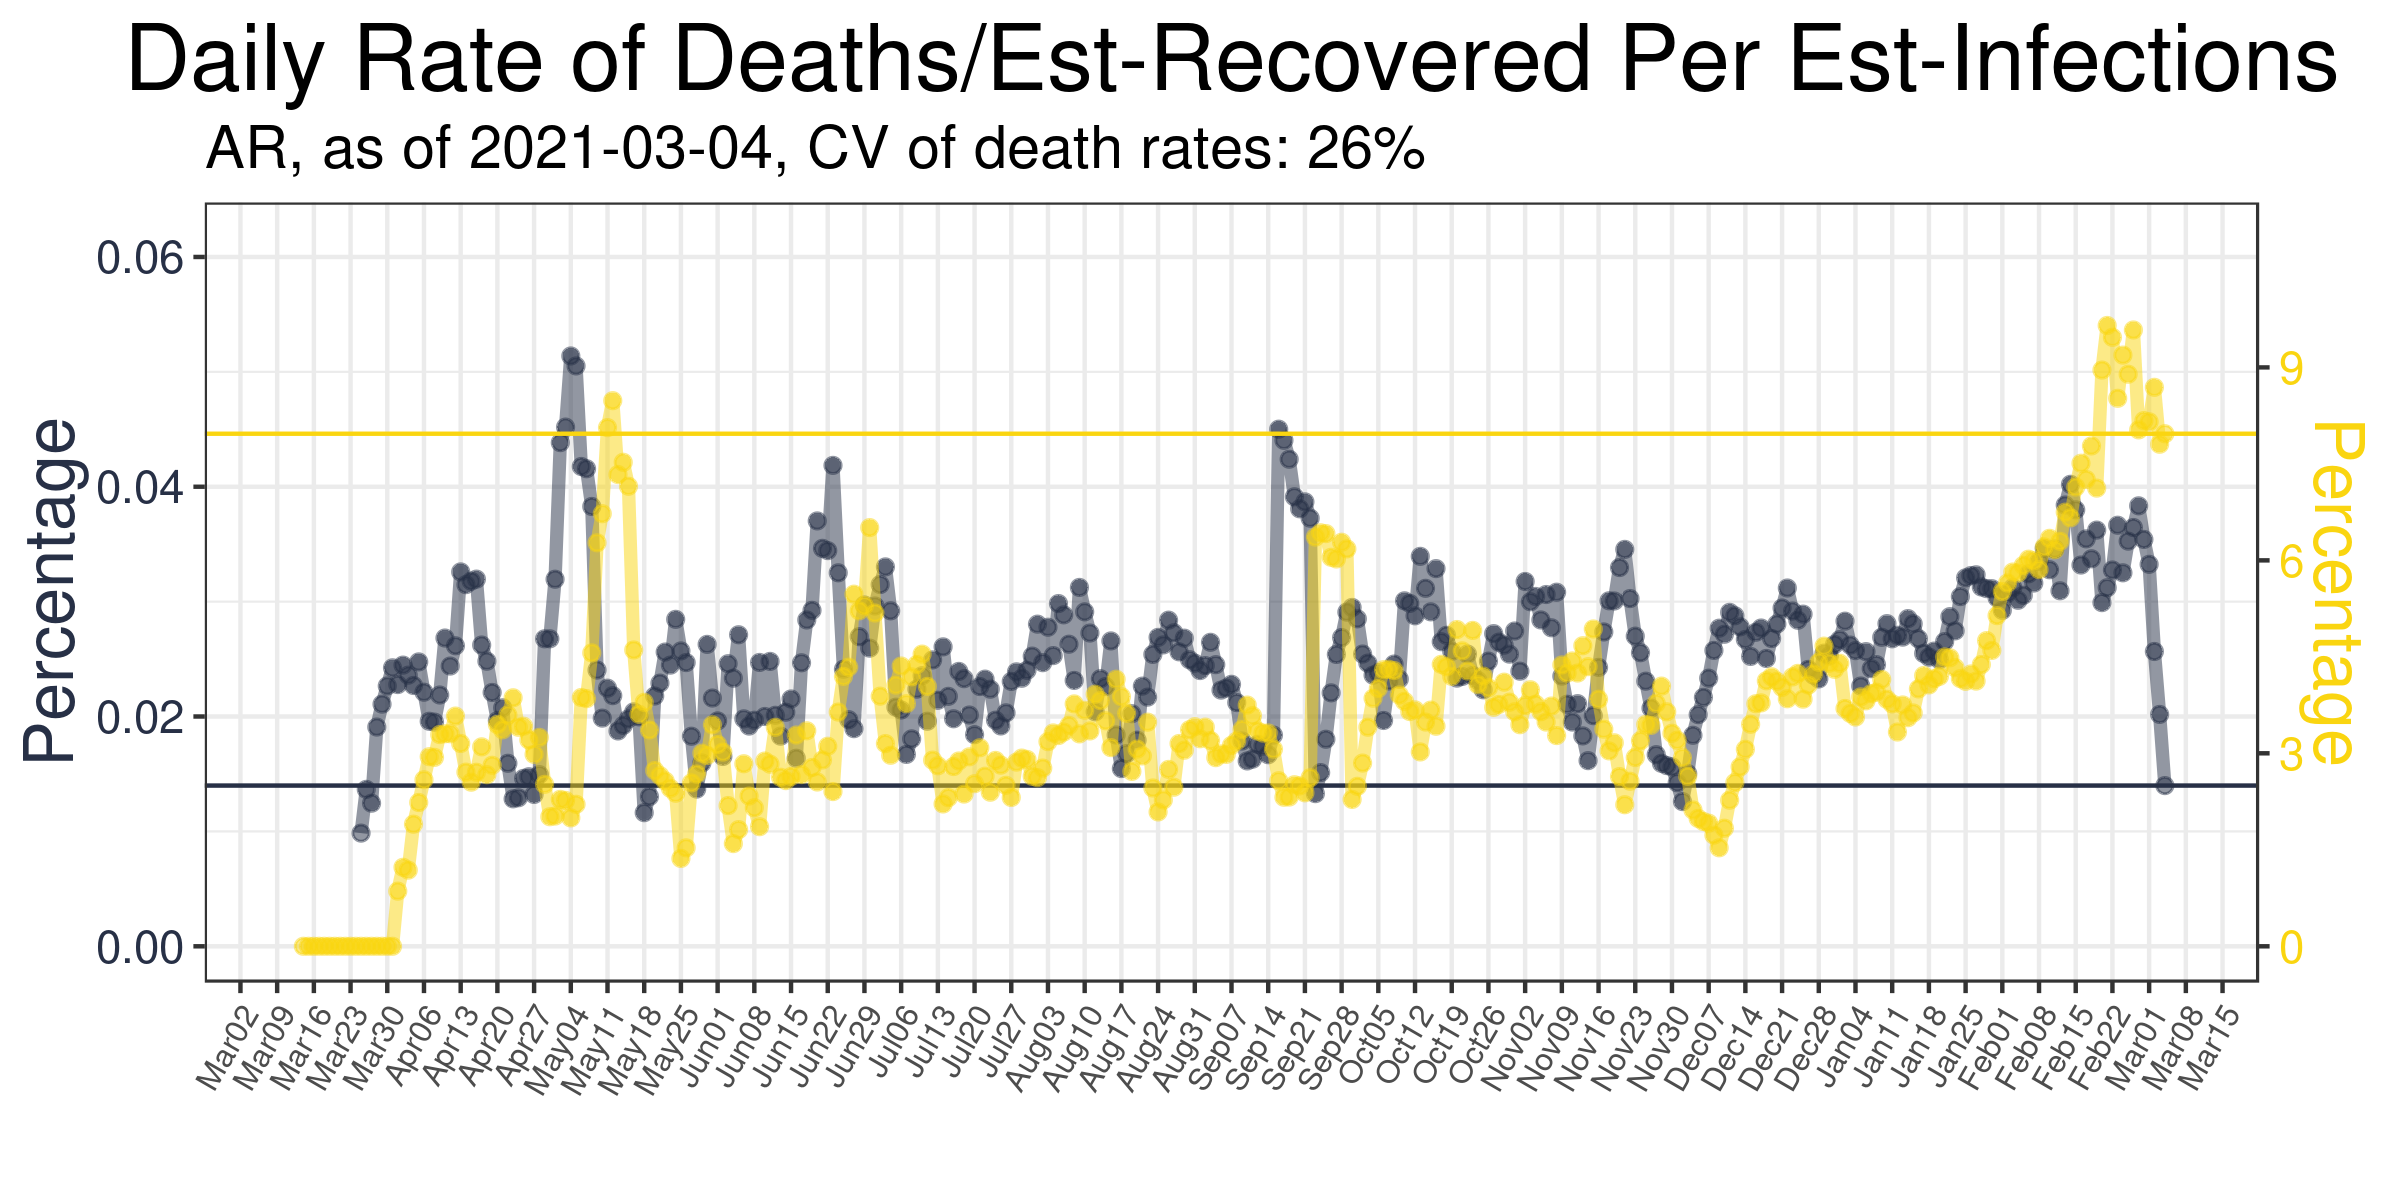 Daily Rate of Deaths/Est-Recovered Per Est-Infections
AR, as of 2021-03-04, CV of death rates: 26%
Percentage
0.06
0.04
0.02
0.00
9
6
3
0
Percentage
Mar02
Mar09
Mar16
Mar23
Mar30
Apr06
Apr13
Apr20
Apr27
May04
May11
May18
May25
Jun01
Jun08
Jun15
Jun22
Jun29
Jul06
Jul13
Jul20
Jul27
Aug03
Aug10
Aug17
Aug24
Aug31
Sep07
Sep14
Sep21
Sep28
Oct05
Oct12
Oct19
Oct26
Nov02
Nov09
Nov16
Nov23
Nov30
Dec07
Dec14
Dec21
Dec28
Jan04
Jan11
Jan18
Jan25
Feb01
Feb08
Feb15
Feb22
Mar01
Mar08
Mar15